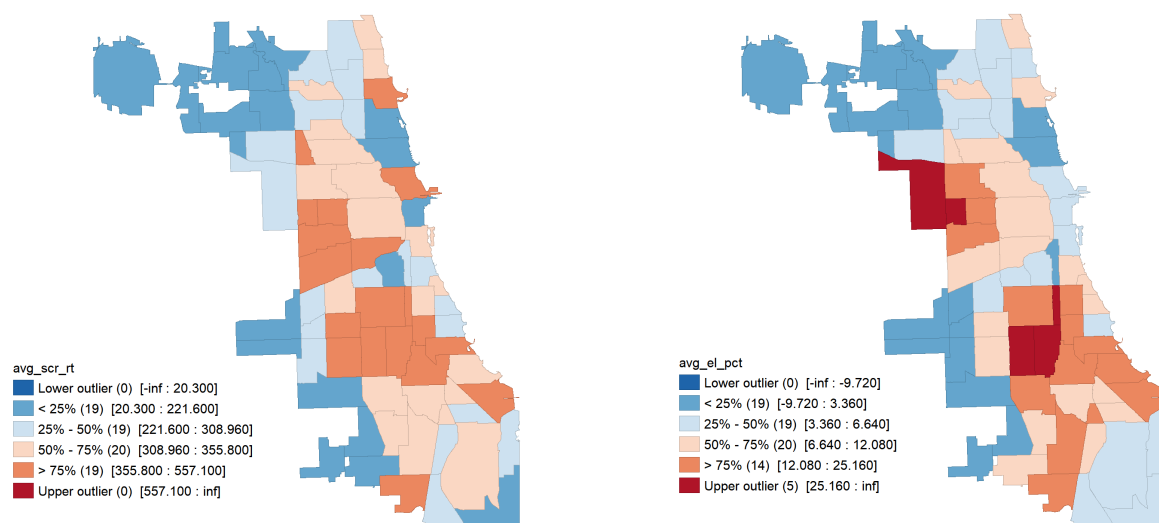 avg_scr_rt
Lower outlier (0) [-inf : 20.300]
< 25% (19) [20.300 : 221.600]
25% - 50% (19) [221.600 : 308.960]
50% - 75% (20) [308.960 : 355.800]
> 75% (19) [355.800 : 557.100]
Upper outlier (0) [557.100 : inf]
avg_el_pct
Lower outlier (0) [-inf : -9.720]
< 25% (19) [-9.720 : 3.360]
25% - 50% (19) [3.360 : 6.640]
50% - 75% (20) [6.640 : 12.080]
> 75% (14) [12.080 : 25.160]
Upper outlier (5) [25.160 : inf]